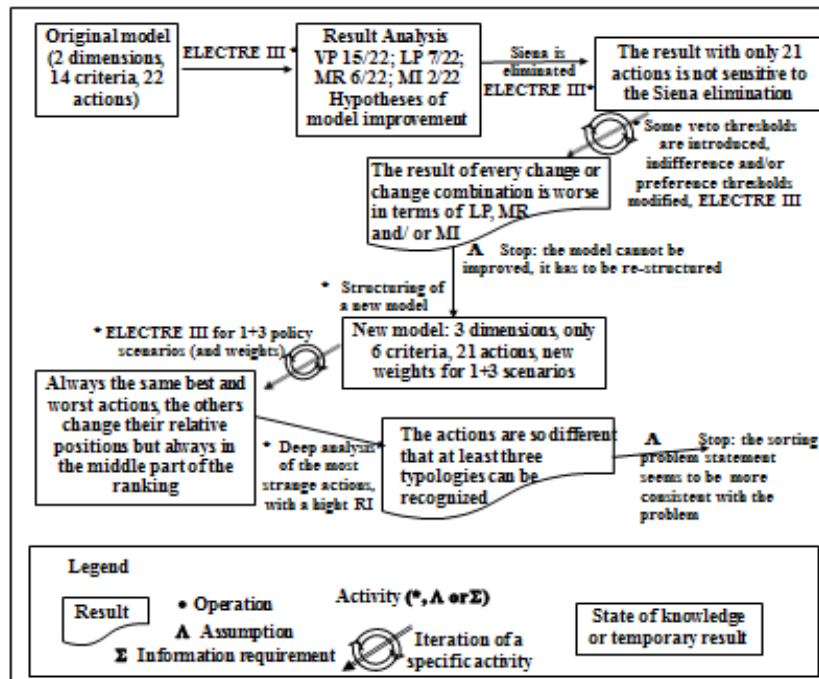 Original model
(2 dimensions,
14 criteria, 22
actions)
ELECTRE III *
Result Analysis
VP 15/22; LP 7/22;
MR 6/22; MI 2/22
Hypotheses of
model improvement
Siena is
eliminated
ELECTRE III*
The result with only 21
actions is not sensitive to
the Siena elimination
* Some veto thresholds
are introduced,
indifference and/or
preference thresholds
modified, ELECTRE III
The result of every change or
change combination is worse
in terms of LP, MR
and/ or MI
Λ Stop: the model cannot be
improved, it has to be re-structured
* Structuring of
a new model
New model: 3 dimensions, only
6 criteria, 21 actions, new
weights for 1+3 scenarios
* ELECTRE III for 1+3 policy
scenarios (and weights)
Always the same best and
worst actions, the others
change their relative
positions but always in
the middle part of the
ranking
* Deep analysis
of the most
strange actions,
with a hight RI
The actions are so different
that at least three
typologies can be
recognized
Λ Stop: the sorting
problem statement
seems to be more
consistent with the
problem
Legend
Result
• Operation
Λ Assumption
Σ Information requirement
Activity (*, Λ or Σ)
Iteration of a
specific activity
State of knowledge
or temporary result